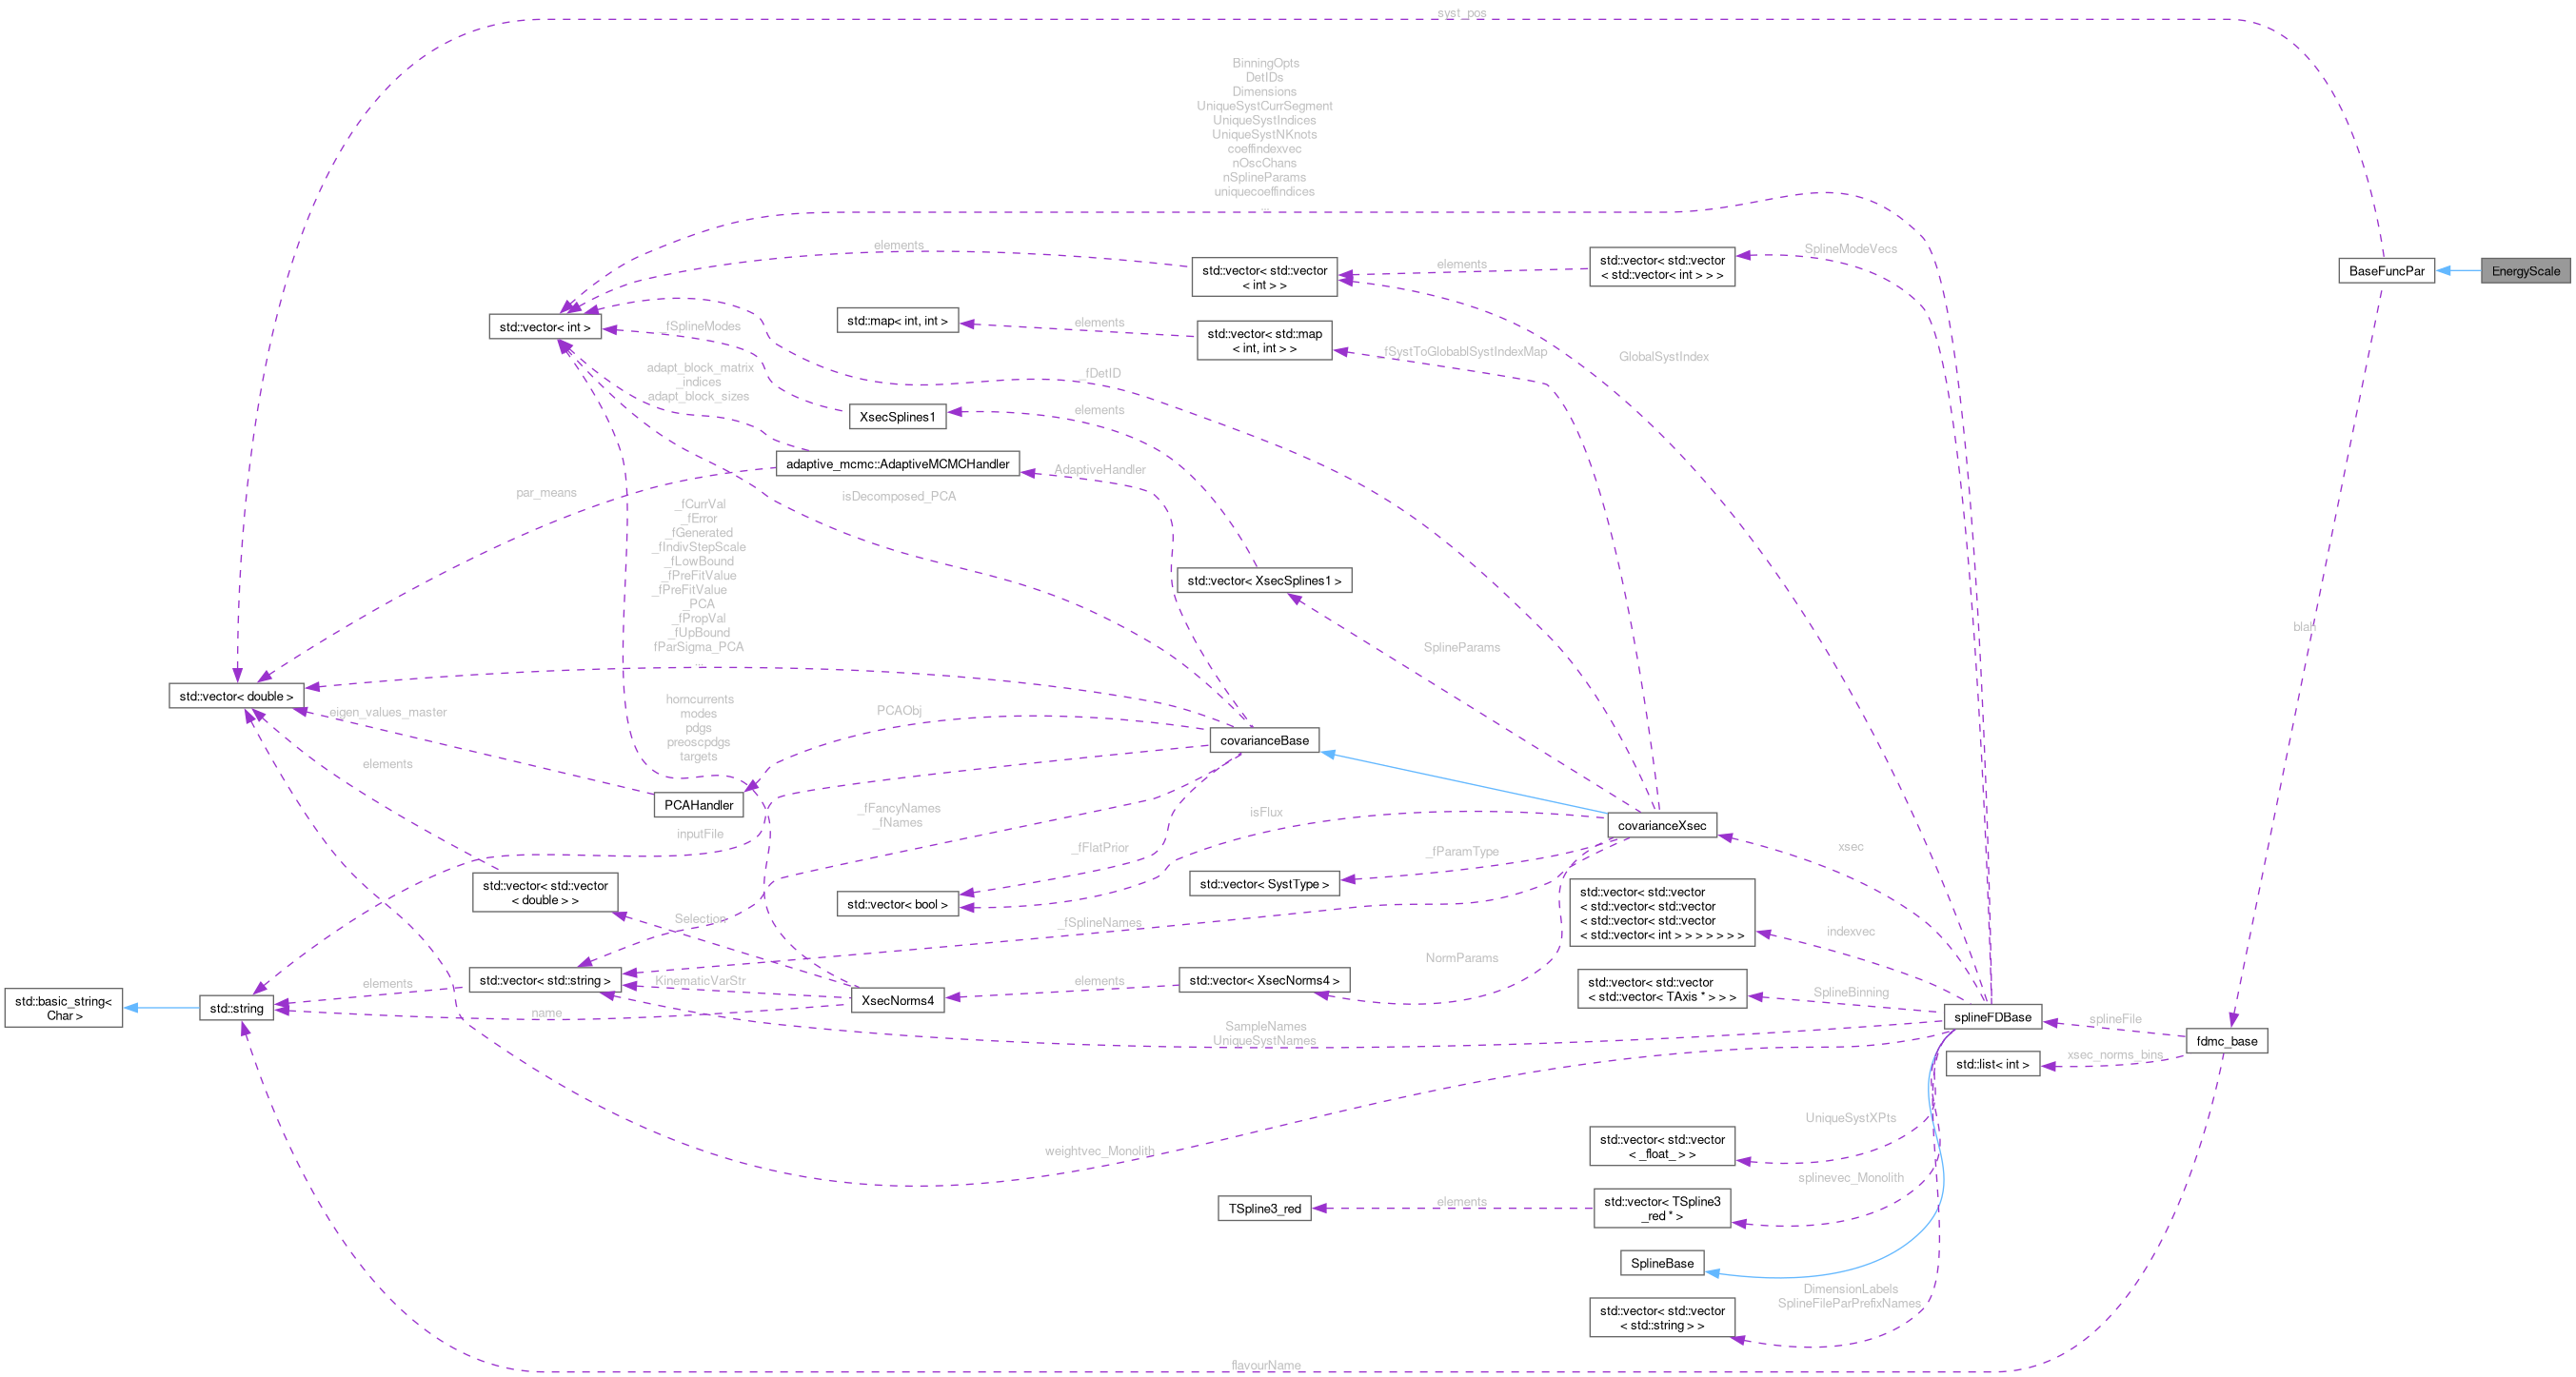 syst_pos
BinningOpts
DetIDs
Dimensions
UniqueSystCurrSegment
UniqueSystIndices
UniqueSystNKnots
coeffindexvec
nOscChans
nSplineParams
uniquecoeffindices
...
elements
SplineModeVecs
std::vector< std::vector
< std::vector< int > > >
std::vector< std::vector
< int > >
elements
BaseFuncPar
EnergyScale
std::vector< int >
_fSplineModes
std::map< int, int >
elements
std::vector< std::map
< int, int > >
fSystToGlobablSystIndexMap
GlobalSystIndex
adapt_block_matrix
_indices
adapt_block_sizes
_fDetID
XsecSplines1
elements
adaptive_mcmc::AdaptiveMCMCHandler
AdaptiveHandler
par_means
isDecomposed_PCA
_fCurrVal
_fError
_fGenerated
_fIndivStepScale
_fLowBound
_fPreFitValue
_fPreFitValue
_PCA
_fPropVal
_fUpBound
fParSigma_PCA
...
std::vector< XsecSplines1 >
SplineParams
blah
std::vector< double >
eigen_values_master
horncurrents
modes
pdgs
preoscpdgs
targets
PCAObj
covarianceBase
elements
PCAHandler
inputFile
_fFancyNames
_fNames
isFlux
covarianceXsec
xsec
_fFlatPrior
_fParamType
std::vector< std::vector
< double > >
std::vector< bool >
std::vector< SystType >
std::vector< std::vector
< std::vector< std::vector
< std::vector< std::vector
< std::vector< int > > > > > > >
Selection
_fSplineNames
indexvec
NormParams
std::basic_string<
Char >
std::string
elements
std::vector< std::string >
KinematicVarStr
name
XsecNorms4
elements
std::vector< XsecNorms4 >
std::vector< std::vector
< std::vector< TAxis * > > >
SplineBinning
splineFDBase
splineFile
fdmc_base
SampleNames
UniqueSystNames
std::list< int >
xsec_norms_bins
UniqueSystXPts
std::vector< std::vector
< _float_ > >
weightvec_Monolith
splinevec_Monolith
TSpline3_red
elements
std::vector< TSpline3
_red * >
SplineBase
DimensionLabels
SplineFileParPrefixNames
std::vector< std::vector
< std::string > >
flavourName